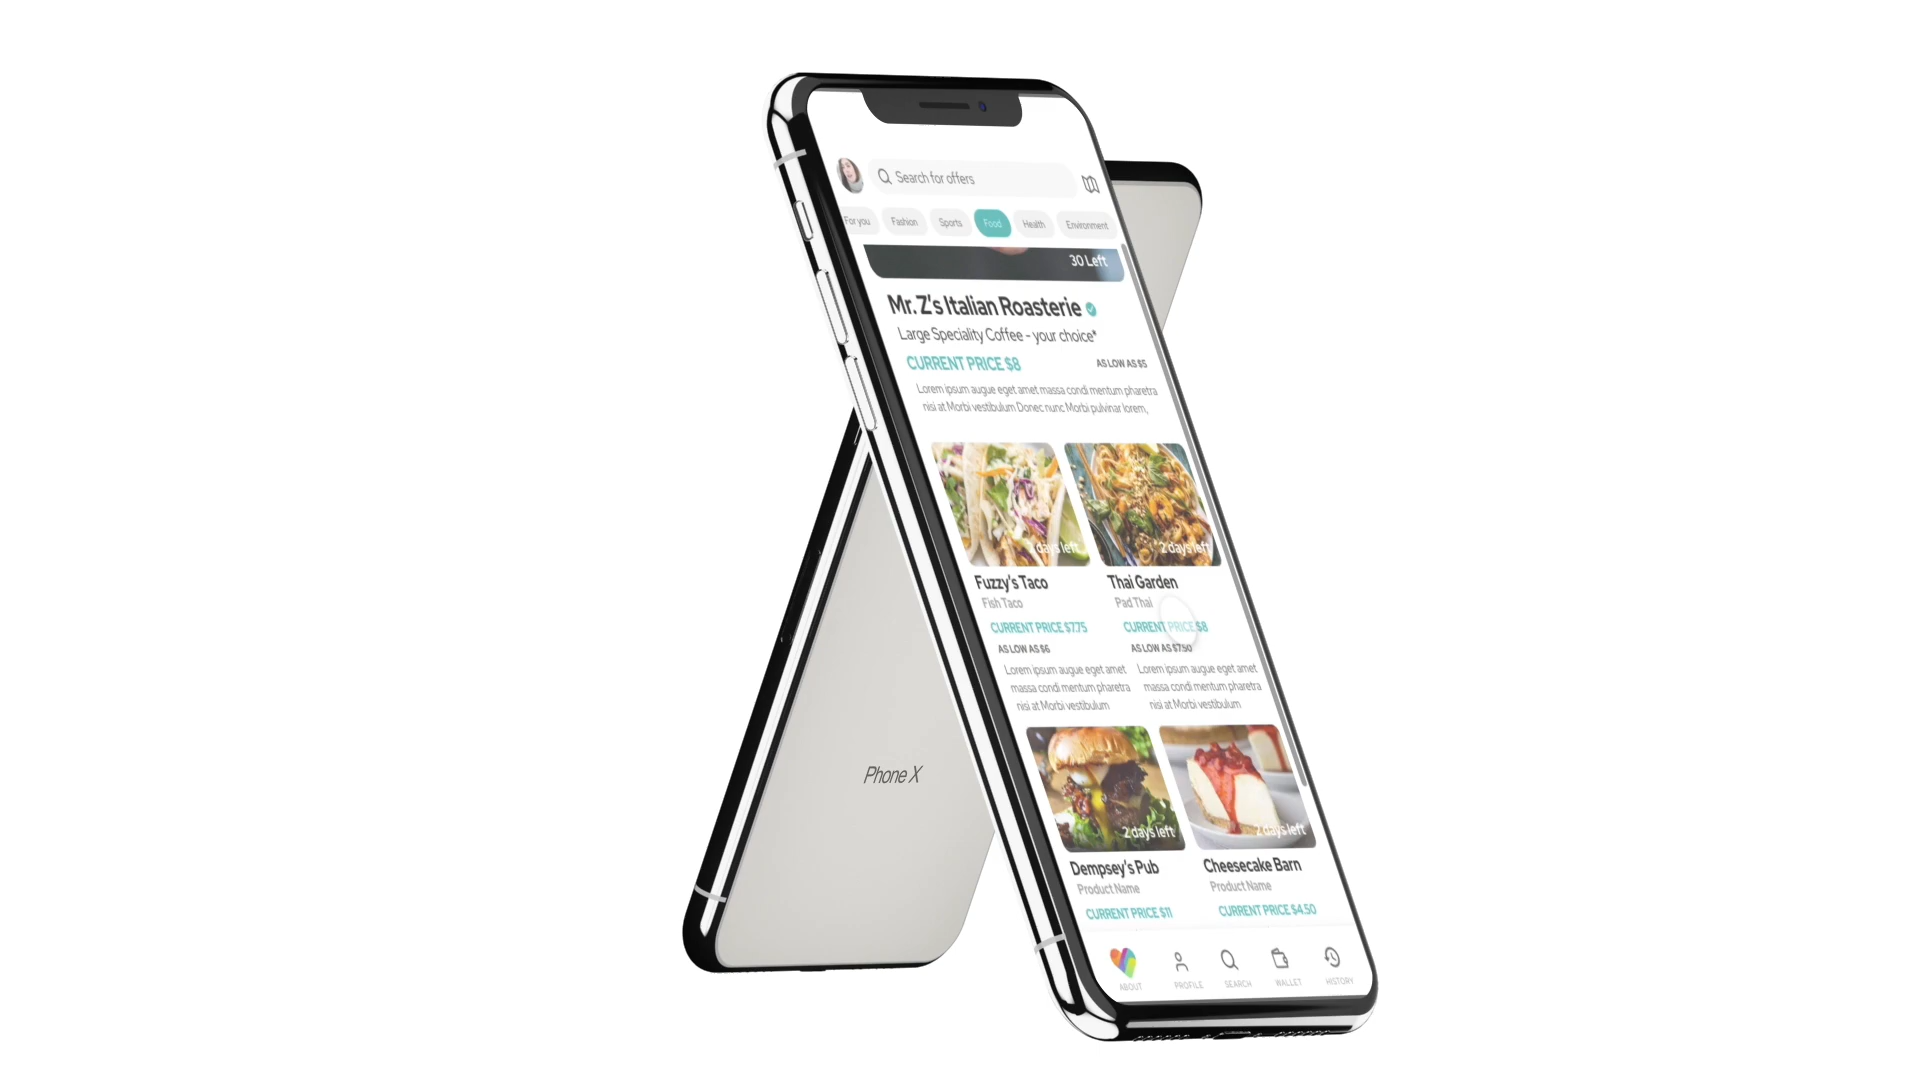 Search for offers
For you Fashion Sports Food Health Environment
30 Left
Mr. Z's Italian Roasterie
Large Speciality Coffee - your choice*
CURRENT PRICE $8 AS LOW AS $5
Lorem ipsum augue eget amet massa condi mentum pharetra
nisi at Morbi vestibulum Donec nunc Morbi pulvinar lorem,
days left 2 days left
Fuzzy's Taco Thai Garden
Fish Taco Pad Thai
CURRENT PRICE $7.75 CURRENT PRICE $8
AS LOW AS $6 AS LOW AS $7.50
Lorem ipsum augue eget amet Lorem ipsum augue eget amet
massa condi mentum pharetra massa condi mentum pharetra
nisi at Morbi vestibulum nisi at Morbi vestibulum
2 days left 2 days left
Dempsey's Pub Cheesecake Barn
Product Name Product Name
CURRENT PRICE $11 CURRENT PRICE $4.50
ABOUT PROFILE SEARCH WALLET HISTORY
Phone X